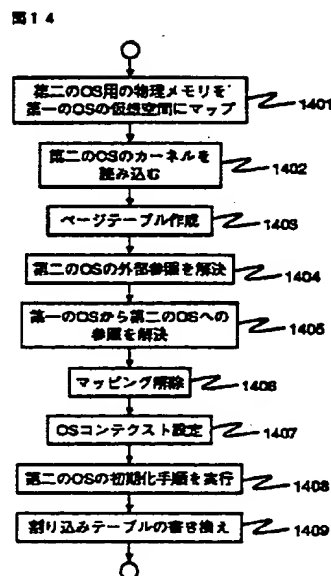 図14
第二のOS用の物理メモリを
第一のOSの仮想空間にマップ
1401
第二のOSのカーネルを
読み込む
1402
ページテーブル作成
1403
第二のOSの外部参照を解決
1404
第一のOSから第二のOSへの
参照を解決
1405
マッピング解除
1406
OSコンテクスト設定
1407
第二のOSの初期化手順を実行
1408
割り込みテーブルの書き換え
1409